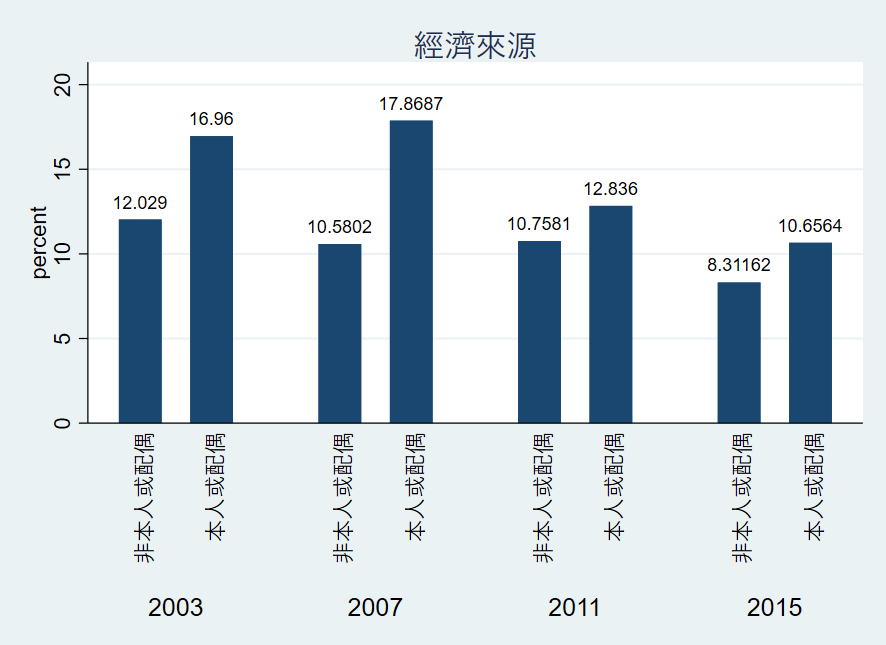 經濟來源
percent
20
15
10
5
0
12.029
16.96
10.5802
17.8687
10.7581
12.836
8.31162
10.6564
非本人或配偶
本人或配偶
非本人或配偶
本人或配偶
非本人或配偶
本人或配偶
非本人或配偶
本人或配偶
2003
2007
2011
2015